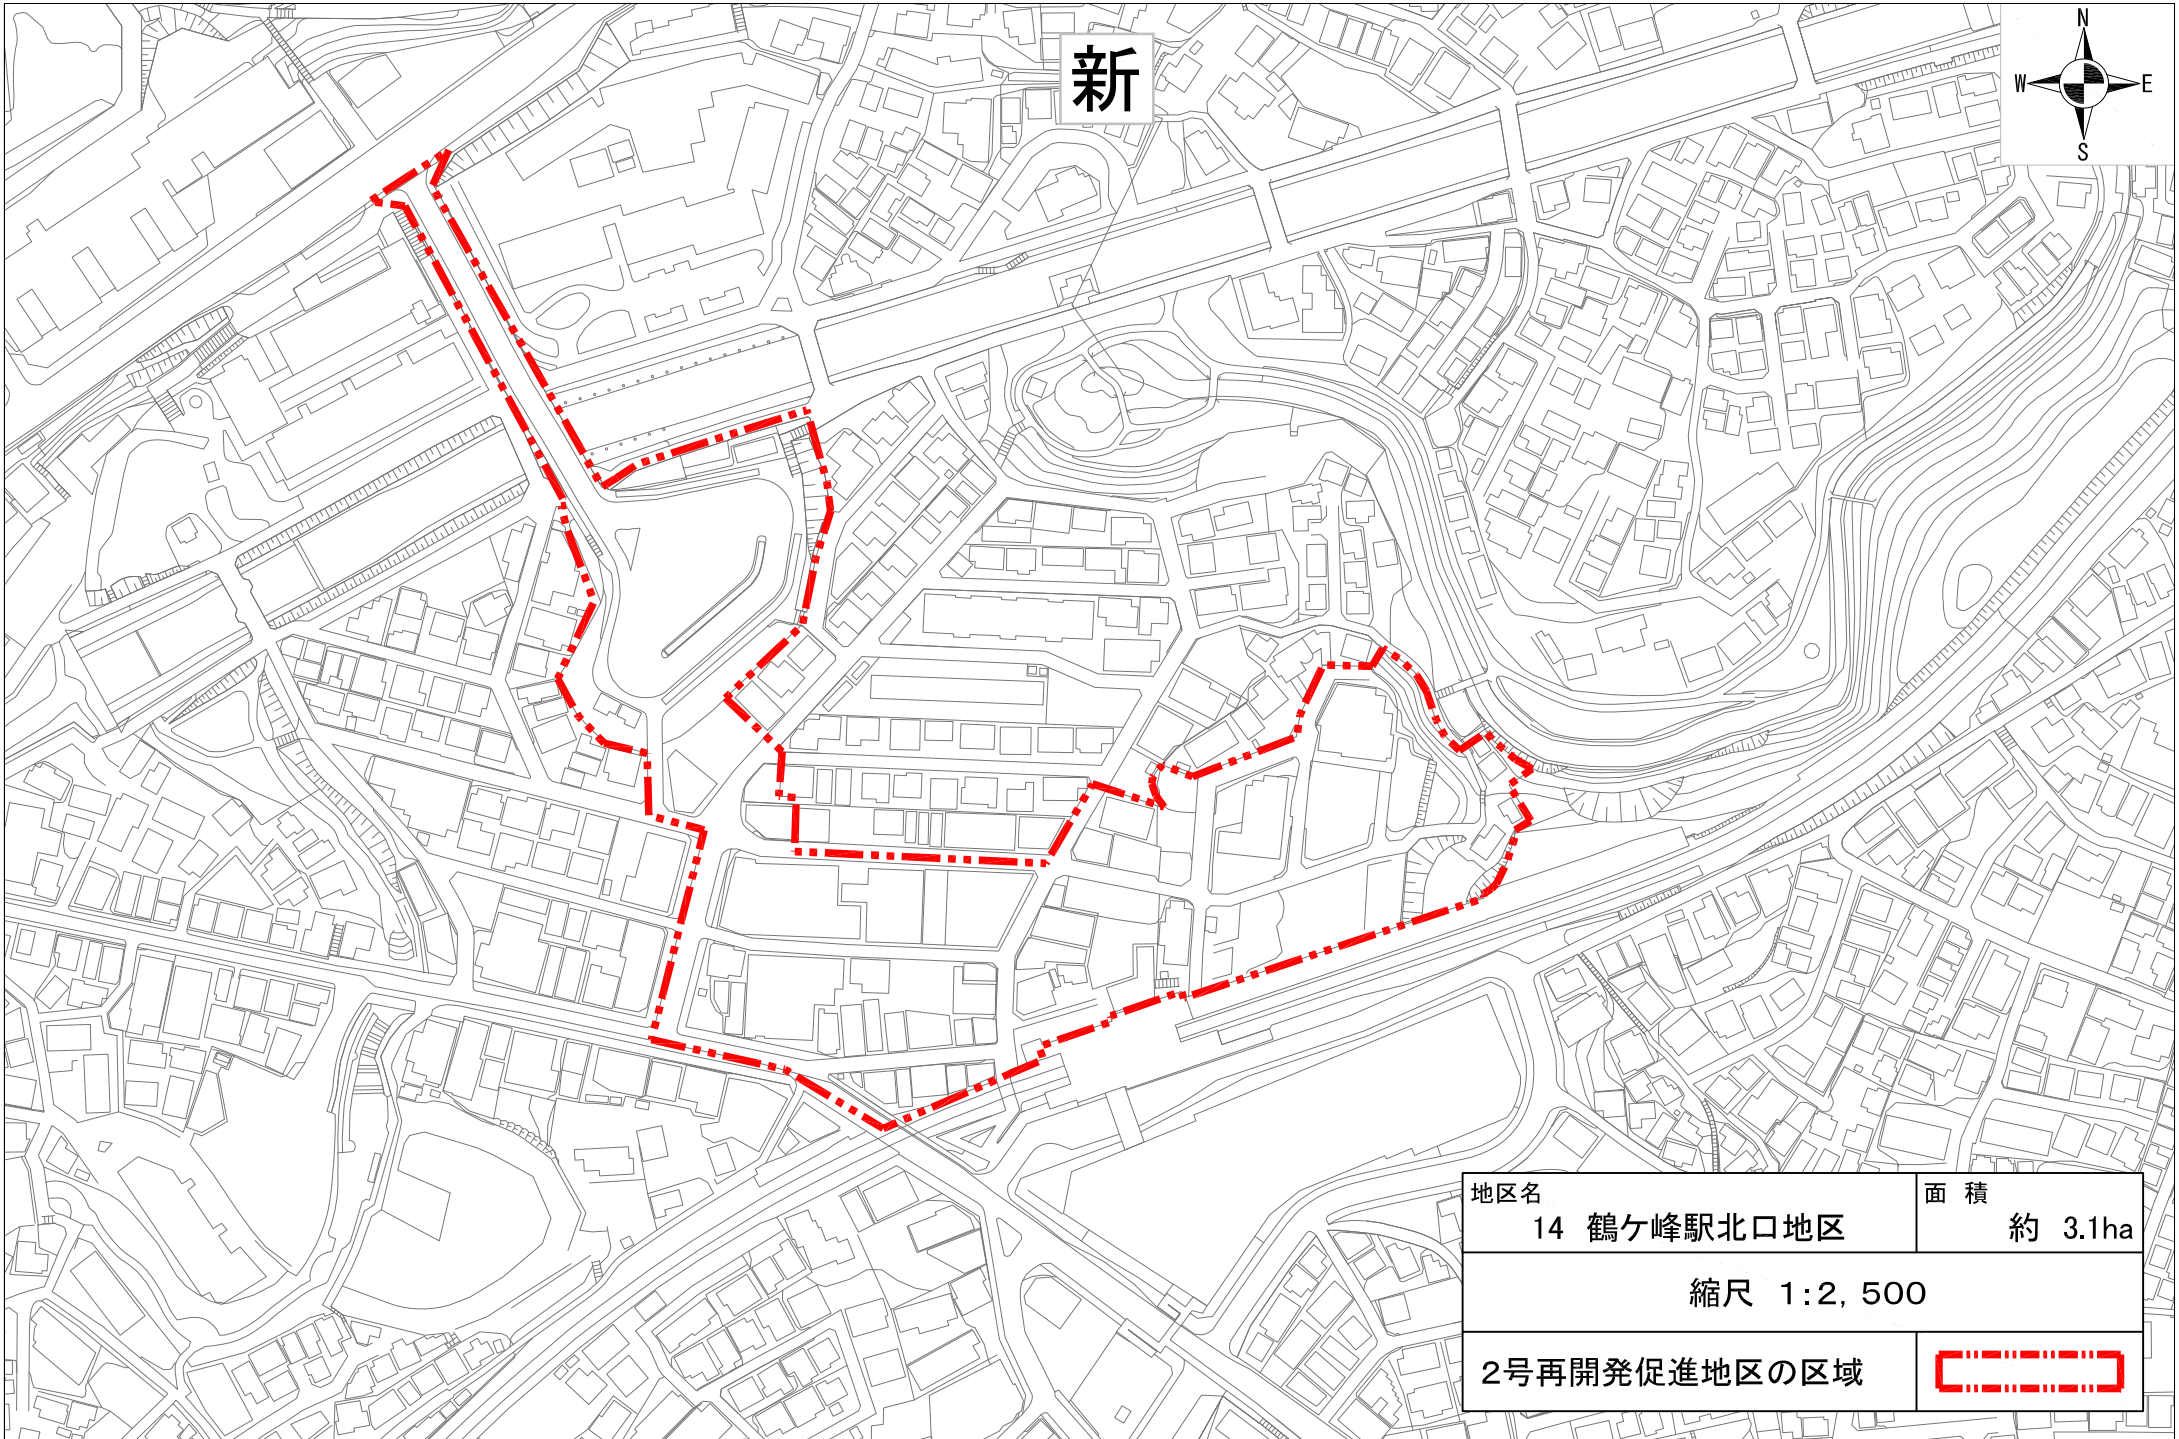 新
N
W E
S
地区名
14 鶴ケ峰駅北口地区
面 積
約 3.1ha
縮尺 1:2,500
2号再開発促進地区の区域